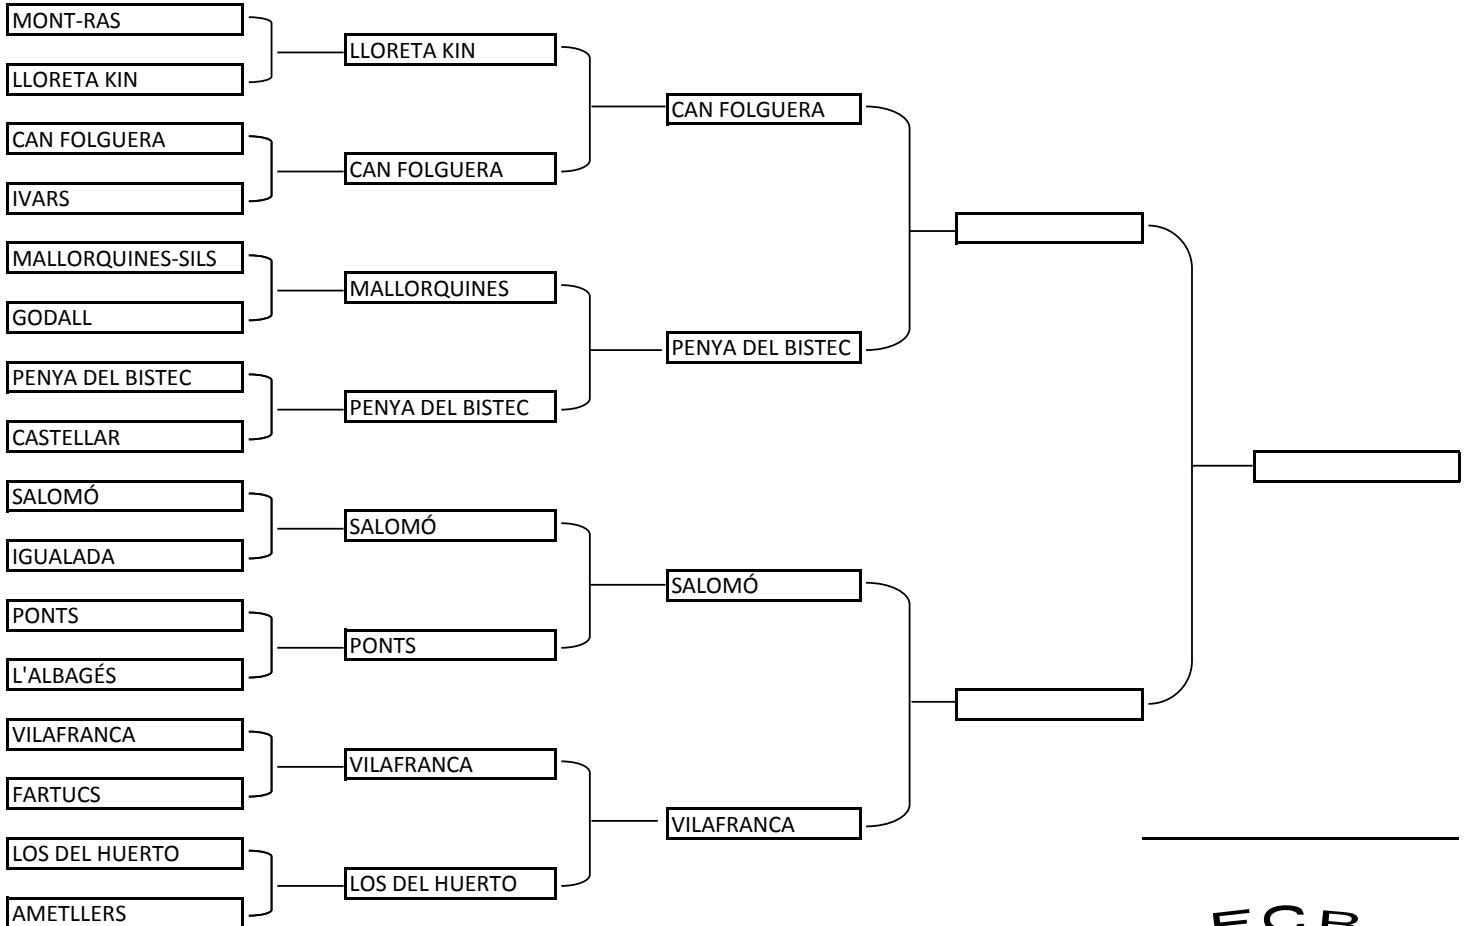 MONT-RAS
LLORETA KIN
CAN FOLGUERA
IVARS
MALLORQUINES-SILS
GODALL
PENYA DEL BISTEC
CASTELLAR
SALOMÓ
IGUALADA
PONTS
L'ALBAGÉS
VILAFRANCA
FARTUCS
LOS DEL HUERTO
AMETLLERS
LLORETA KIN
CAN FOLGUERA
MALLORQUINES
PENYA DEL BISTEC
SALOMÓ
PONTS
VILAFRANCA
LOS DEL HUERTO
CAN FOLGUERA
PENYA DEL BISTEC
SALOMÓ
VILAFRANCA
FCB